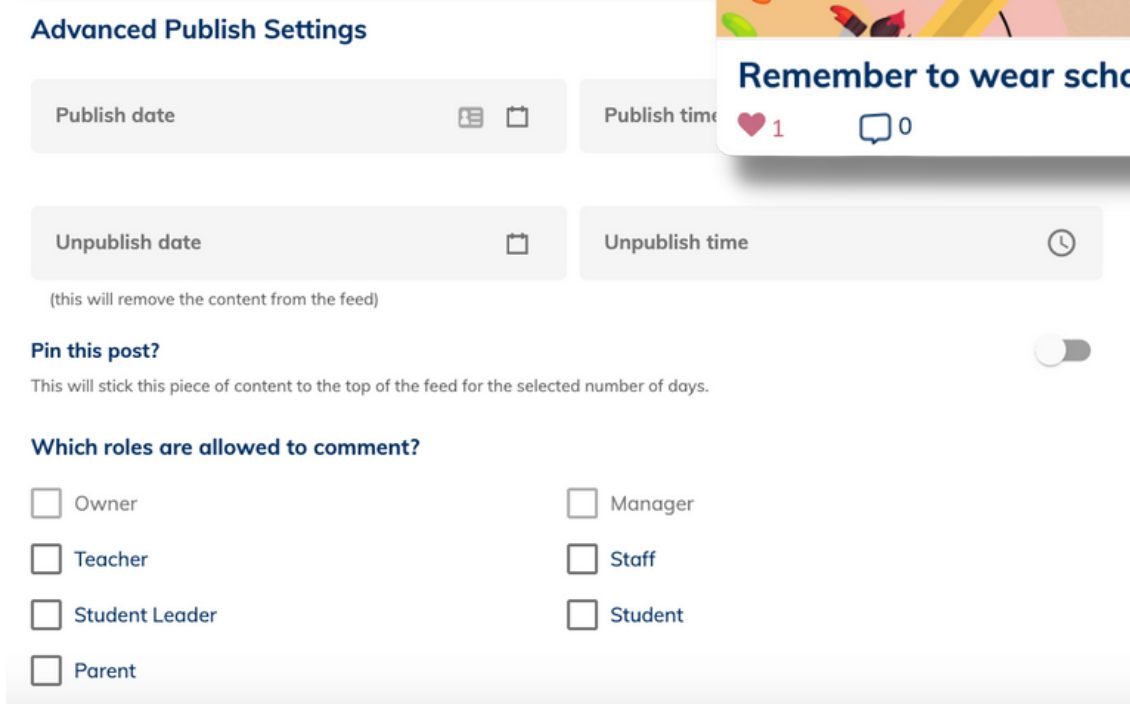 Advanced Publish Settings
Remember to wear
1 0
Publish date Publish time
Unpublish date Unpublish time
(this will remove the content from the feed)
Pin this post?
This will stick this piece of content to the top of the feed for the selected number of days.
Which roles are allowed to comment?
Owner Manager
Teacher Staff
Student Leader Student
Parent